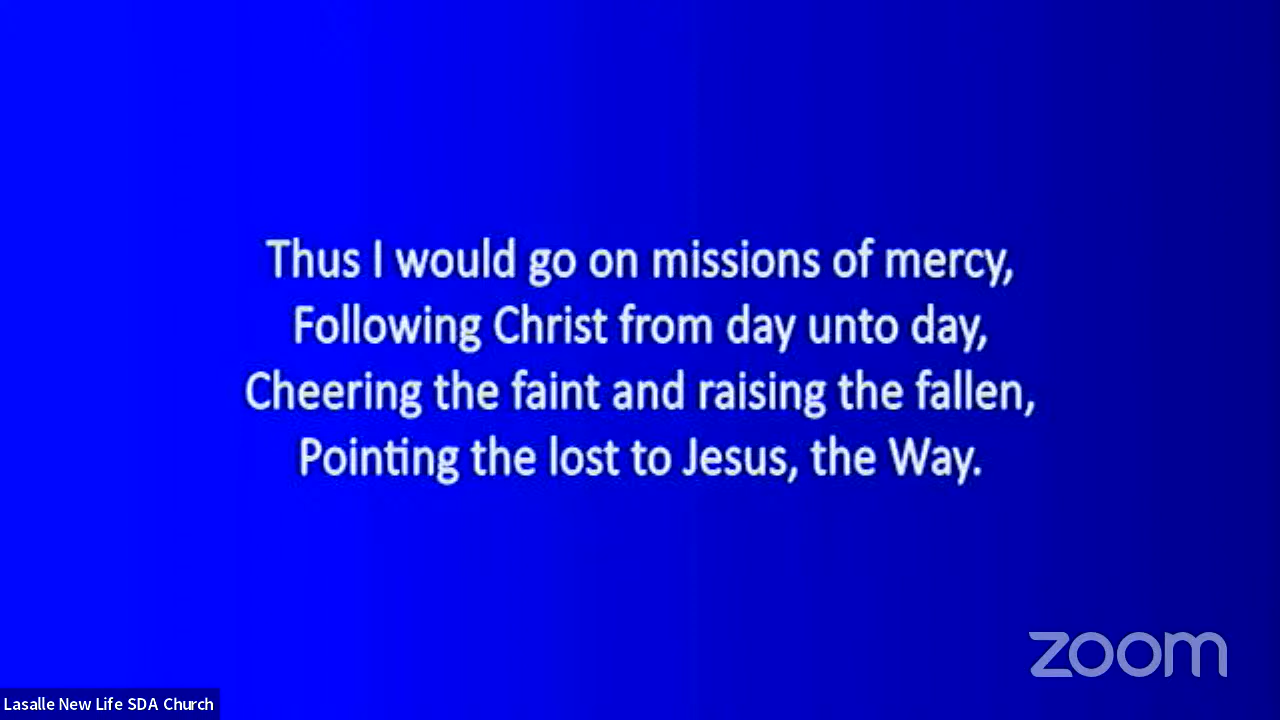 Thus I would go on missions of mercy,
Following Christ from day unto day,
Cheering the faint and raising the fallen,
Pointing the lost to Jesus, the Way.
zoom
Lasalle New Life SDA Church